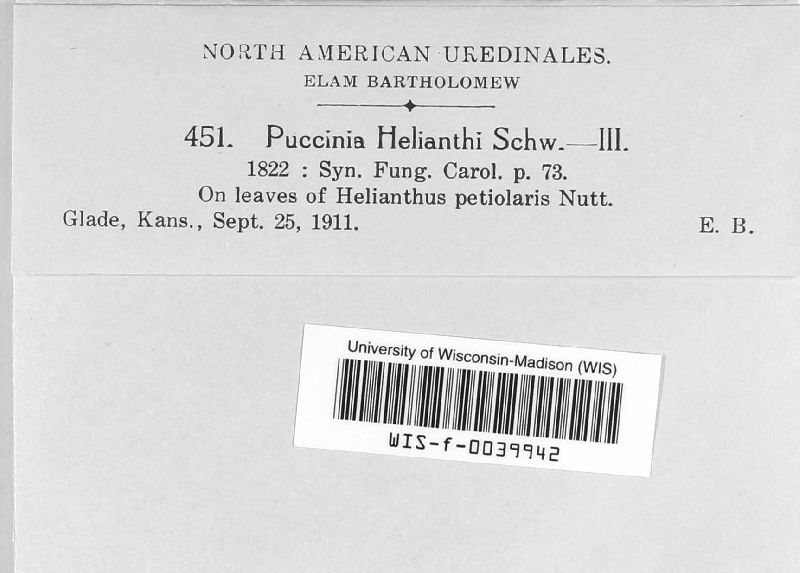 NORTH AMERICAN UREDINALES.
ELAM BARTHOLOMEW
451. Puccinia Helianthi Schw.—III.
1822 : Syn. Fung. Carol. p. 73.
On leaves of Helianthus petiolaris Nutt.
Glade, Kans., Sept. 25, 1911. E. B.
University of Wisconsin-Madison (WIS)
WIS-f-0039942